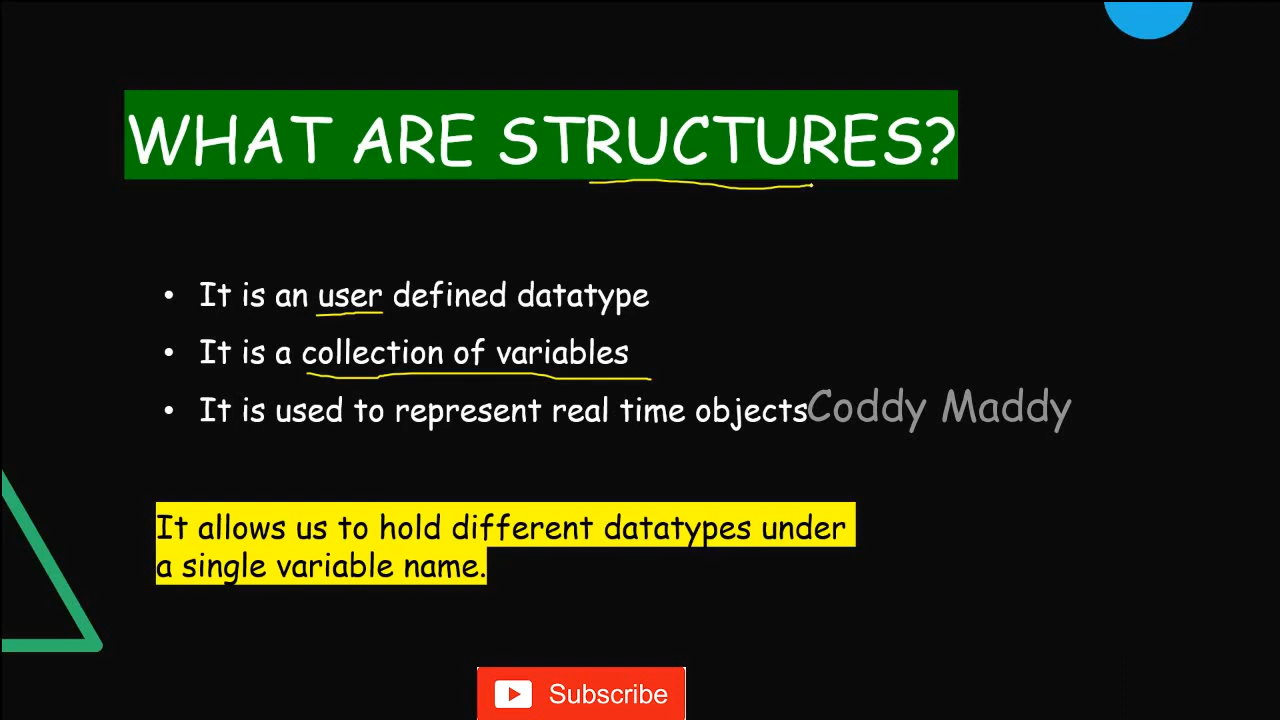 WHAT ARE STRUCTURES?
• It is an user defined datatype
• It is a collection of variables
• It is used to represent real time objects
Coddy Maddy
It allows us to hold different datatypes under
a single variable name.
Subscribe